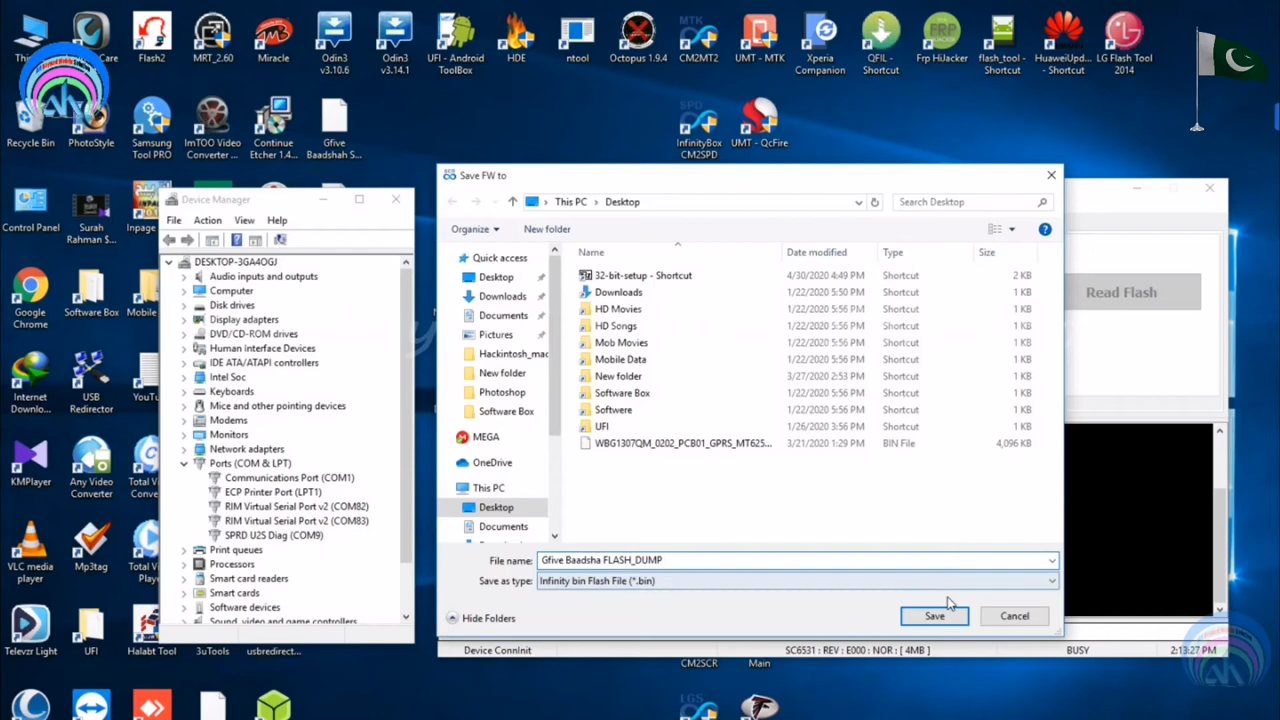 Flash2
MRT_2.60
Miracle
Odin3
v3.10.6
Odin3
v3.14.1
UFI - Android
ToolBox
HDE
ntool
Octopus 1.9.4
MTK
CM2MT2
UMT - MTK
Xperia
Companion
QFIL -
Shortcut
FRP
Frp HiJacker
flash_tool -
Shortcut
HuaweiUpd...
- Shortcut
LG Flash Tool
2014
Recycle Bin
PhotoStyle
Samsung
Tool PRO
ImTOO Video
Converter ...
Continue
Etcher 1.4...
Gfive
Baadshah S...
SPD
InfinityBox
CM2SPD
UMT - QcFire
Control Panel
Surah
Rahman $...
Inpage
Google
Chrome
Software Box
Mobile
Internet
Downlo...
USB
Redirector
YouTu
KMPlayer
Any Video
Converter
Total V
Conve
VLC media
player
Mp3tag
Total V
Playe
Televzr Light
UFI
Halabt Tool
3uTools
usbredirect...
CM2SCR
Main
LGS
Device Manager
File Action View Help
DESKTOP-3GA4OGJ
Audio inputs and outputs
Computer
Disk drives
Display adapters
DVD/CD-ROM drives
Human Interface Devices
IDE ATA/ATAPI controllers
Intel Soc
Keyboards
Mice and other pointing devices
Modems
Monitors
Network adapters
Ports (COM & LPT)
Communications Port (COM1)
ECP Printer Port (LPT1)
RIM Virtual Serial Port v2 (COM82)
RIM Virtual Serial Port v2 (COM83)
SPRD U2S Diag (COM9)
Print queues
Processors
Smart card readers
Smart cards
Software devices
Sound, video and game controllers
Save FW to
This PC > Desktop
Search Desktop
Organize New folder
Quick access
Desktop
Downloads
Documents
Pictures
Hackintosh_mac
New folder
Photoshop
Software Box
MEGA
OneDrive
This PC
Desktop
Documents
Name Date modified Type Size
32-bit-setup - Shortcut 4/30/2020 4:49 PM Shortcut 2 KB
Downloads 1/22/2020 5:50 PM Shortcut 1 KB
HD Movies 1/22/2020 5:56 PM Shortcut 1 KB
HD Songs 1/22/2020 5:56 PM Shortcut 1 KB
Mob Movies 1/22/2020 5:56 PM Shortcut 1 KB
Mobile Data 1/22/2020 5:56 PM Shortcut 1 KB
New folder 3/27/2020 2:53 PM Shortcut 1 KB
Software Box 1/22/2020 5:56 PM Shortcut 1 KB
Softwere 1/22/2020 5:56 PM Shortcut 1 KB
UFI 1/26/2020 3:56 PM Shortcut 1 KB
WBG1307QM_0202_PCB01_GPRS_MT625... 3/21/2020 1:29 PM BIN File 4,096 KB
File name: Gfive Baadsha FLASH_DUMP
Save as type: Infinity bin Flash File (*.bin)
Hide Folders
Save Cancel
Read Flash
Device ConnInit SC6531 : REV : E000 : NOR : [ 4MB ] BUSY 2:13:27 PM